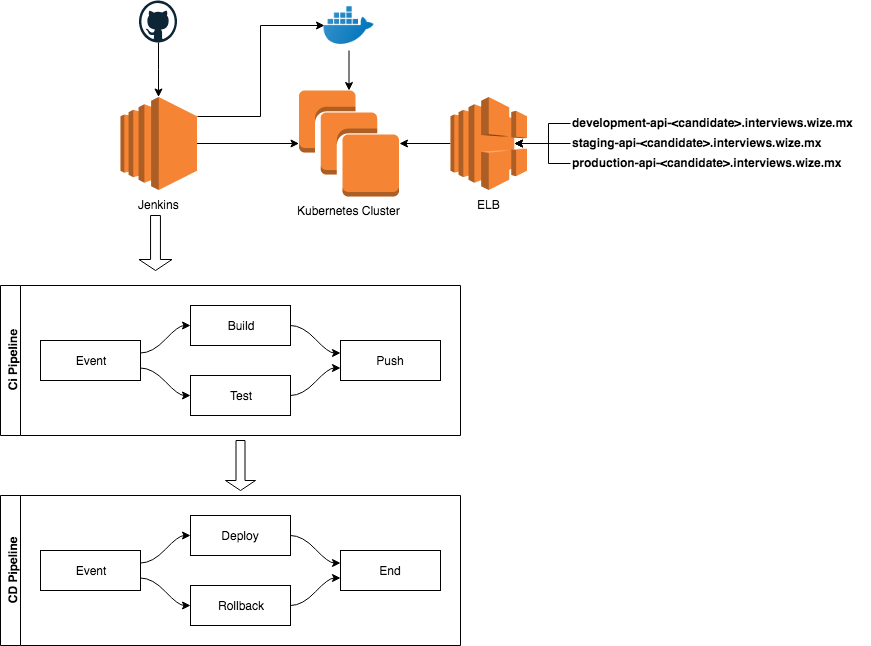 development-api-<candidate>.interviews.wize.mx
staging-api-<candidate>.interviews.wize.mx
production-api-<candidate>.interviews.wize.mx
Jenkins
Kubernetes Cluster
ELB
Ci Pipeline
Event
Build
Test
Push
CD Pipeline
Event
Deploy
Rollback
End